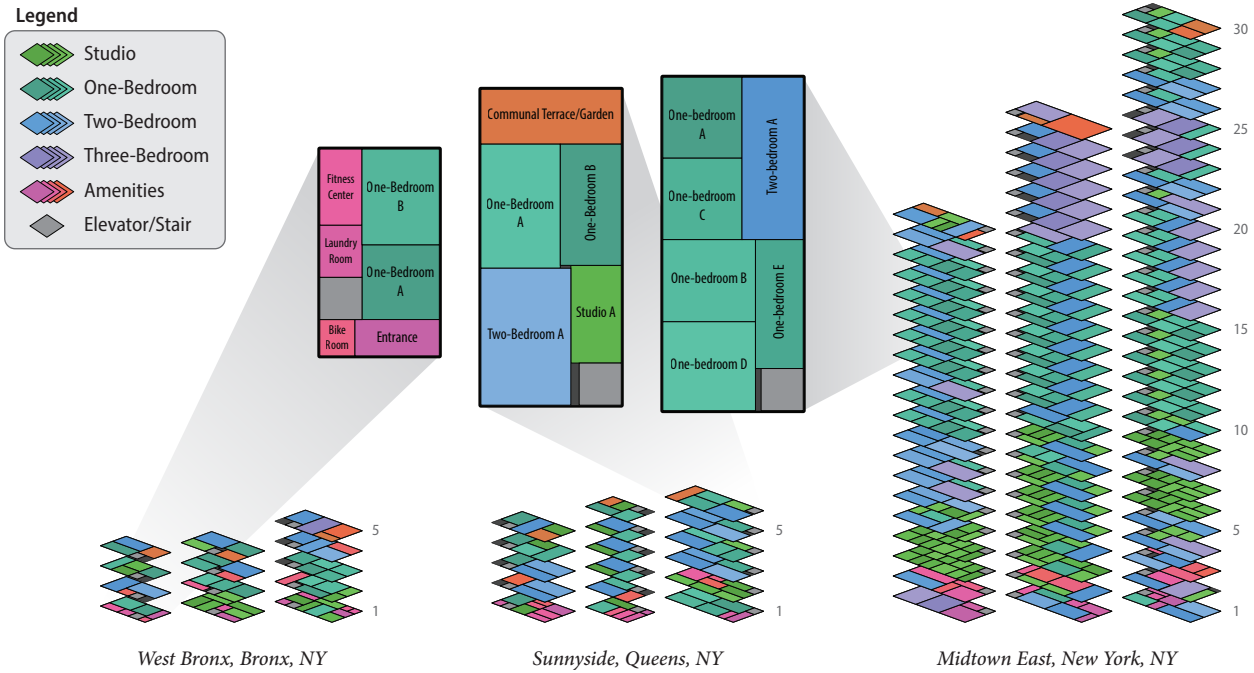 Legend
Studio
One-Bedroom
Two-Bedroom
Three-Bedroom
Amenities
Elevator/Stair
Fitness
Center
One-Bedroom
B
Laundry
Room
One-Bedroom
A
Bike
Room
Entrance
Communal Terrace/Garden
One-Bedroom
A
One-Bedroom B
Two-Bedroom A
Studio A
One-bedroom
A
Two-bedroom A
One-bedroom
C
One-bedroom B
One-bedroom E
One-bedroom D
5
1
5
1
30
25
20
15
10
5
1
West Bronx, Bronx, NY
Sunnyside, Queens, NY
Midtown East, New York, NY